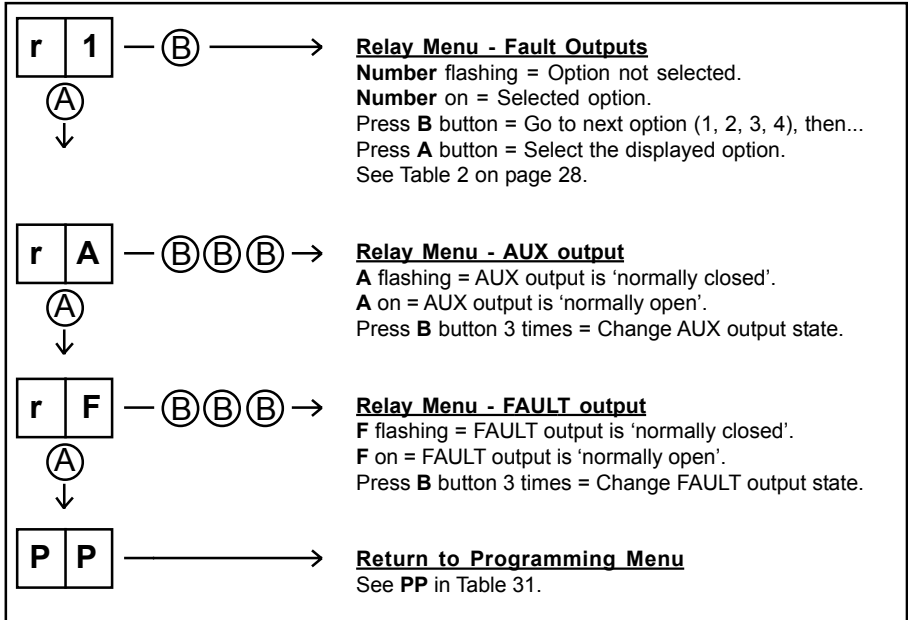 r 1 B Relay Menu - Fault Outputs
Number flashing = Option not selected.
A Number on = Selected option.
Press B button = Go to next option (1, 2, 3, 4), then...
Press A button = Select the displayed option.
See Table 2 on page 28.
r A B B B Relay Menu - AUX output
A flashing = AUX output is ‘normally closed’.
A A on = AUX output is ‘normally open’.
Press B button 3 times = Change AUX output state.
r F B B B Relay Menu - FAULT output
F flashing = FAULT output is ‘normally closed’.
A F on = FAULT output is ‘normally open’.
Press B button 3 times = Change FAULT output state.
P P Return to Programming Menu
See PP in Table 31.